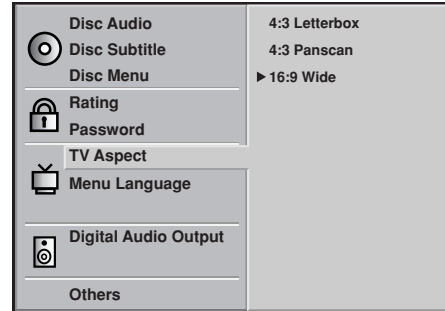 Disc Audio
Disc Subtitle
Disc Menu
Rating
Password
TV Aspect
Menu Language
Digital Audio Output
Others
4:3 Letterbox
4:3 Panscan
16:9 Wide